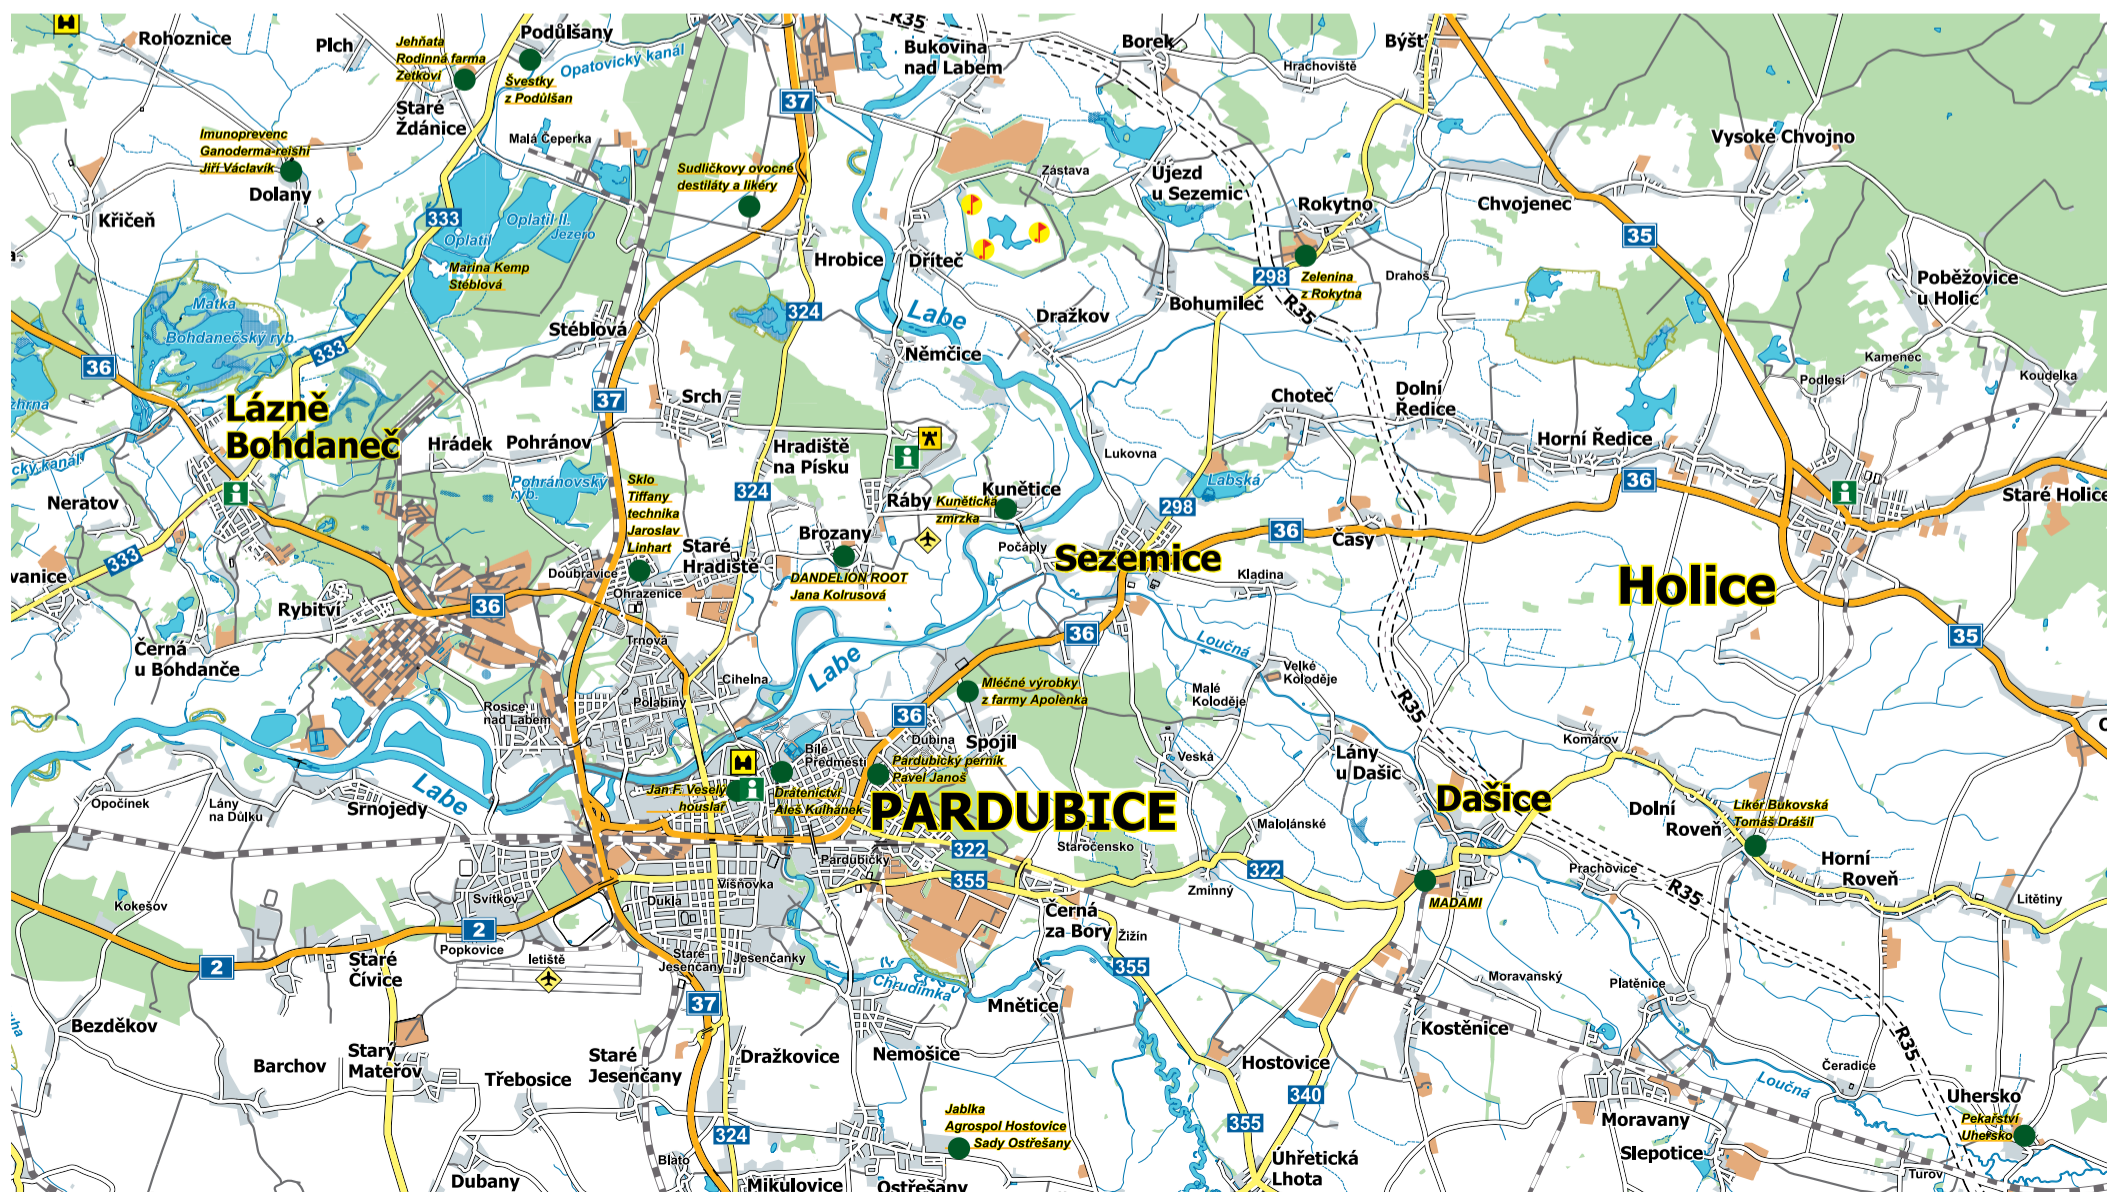 R35
Rohoznice
Plch
Jehňata
Rodinná farma
Zetkovi
Podůlšany
Opatovický kanál
Švestky
z Podůlšan
Bukovina
nad Labem
Borek
Býšť
Hrachoviště
37
Staré
Ždánice
Malá Čeperka
Imunoprevenc
Ganoderma-reishi
Jiří Václavík
Dolany
Sudličkovy ovocné
destiláty a likéry
Zástava
Újezd
u Sezemic
Vysoké Chvojno
Rokytno
Chvojenec
Křičeň
333
Oplatil
Oplatil II.
Jezero
Marina Kemp
Stéblová
Hrobice
Dříteč
35
298
Zelenina
z Rokytna
Drahoš
Poběžovice
u Holic
Matka
Bohdanečský ryb.
333
Stéblová
324
Labe
Dražkov
Bohumileč
R35
36
Němčice
Kamenec
Podlesí
Koudelka
Lázně
Bohdaneč
37
Srch
Choteč
Dolní
Ředice
Hrádek
Pohránov
Hradiště
na Písku
Horní Ředice
Lukovna
Pohránovský
ryb.
Sklo
Tiffany
technika
Jaroslav
Linhart
324
Ráby
Kunětická
zmrzka
Kunětice
Labská
298
36
Staré Holice
Neratov
333
Brozany
Staré
Hradiště
36
Časy
Počáply
Sezemice
Doubravice
Ohrazenice
DANDELION ROOT
Jana Kolrusová
Kladina
Holice
vanice
Rybitví
36
Černá
u Bohdanče
Trnová
36
Loučná
35
Labe
Cihelna
Mléčné výrobky
z farmy Apolenka
Malé
Koloděje
Velké
Koloděje
R35
Rosice
nad Labem
Polabiny
36
Dubina
Spojil
Bílé
Předměstí
Pardubický perník
Pavel Janoš
Veská
Lány
u Dašic
Komárov
Opočínek
Lány
na Důlku
Srnojedy
Labe
Jan F. Veselý
houslař
Drátenictví
Aleš Kulhánek
PARDUBICE
Dašice
Dolní
Roveň
Likér Bukovská
Tomáš Drášil
Malolánské
Staročensko
322
Pardubičky
355
322
Zminný
Prachovice
Horní
Roveň
Višňovka
Kokešov
Svítkov
Dukla
MADAMI
R35
Litětiny
Černá
za Bory
Žižín
2
Popkovice
letiště
Staré
Jesenčany
Jesenčanky
355
2
Staré
Čívice
37
Chrudimka
Mnětice
Moravanský
Platěnice
Bezděkov
Barchov
Starý
Mateřov
Třebosice
Staré
Jesenčany
Dražkovice
Nemošice
Hostovice
Kostěnice
R35
Čeradice
Loučná
340
355
Moravany
Uhersko
Pekařství
Uhersko
Jablka
Agrospol Hostovice
Sady Ostřešany
324
Slepotice
Blato
Dubany
Mikulovice
Ostřešany
Úhřetická
Lhota
Turov